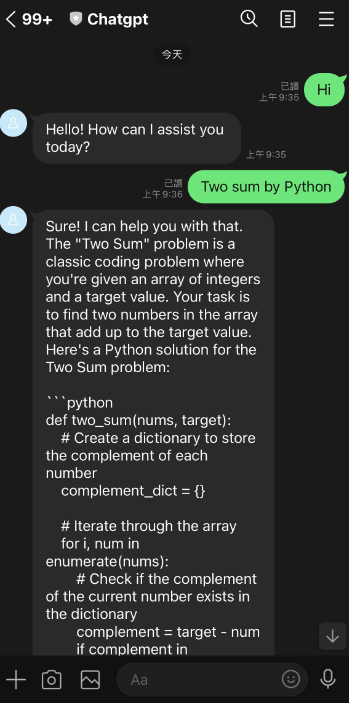 99+ Chatgpt
今天
已讀
上午9:35
Hi
Hello! How can I assist you
today?
上午9:35
已讀
上午9:36
Two sum by Python
Sure! I can help you with that.
The "Two Sum" problem is a
classic coding problem where
you're given an array of integers
and a target value. Your task is
to find two numbers in the array
that add up to the target value.
Here's a Python solution for the
Two Sum problem:
```python
def two_sum(nums, target):
    # Create a dictionary to store
the complement of each
number
    complement_dict = {}
    # Iterate through the array
    for i, num in
enumerate(nums):
        # Check if the complement
of the current number exists in
the dictionary
        complement = target - num
        if complement in
Aa